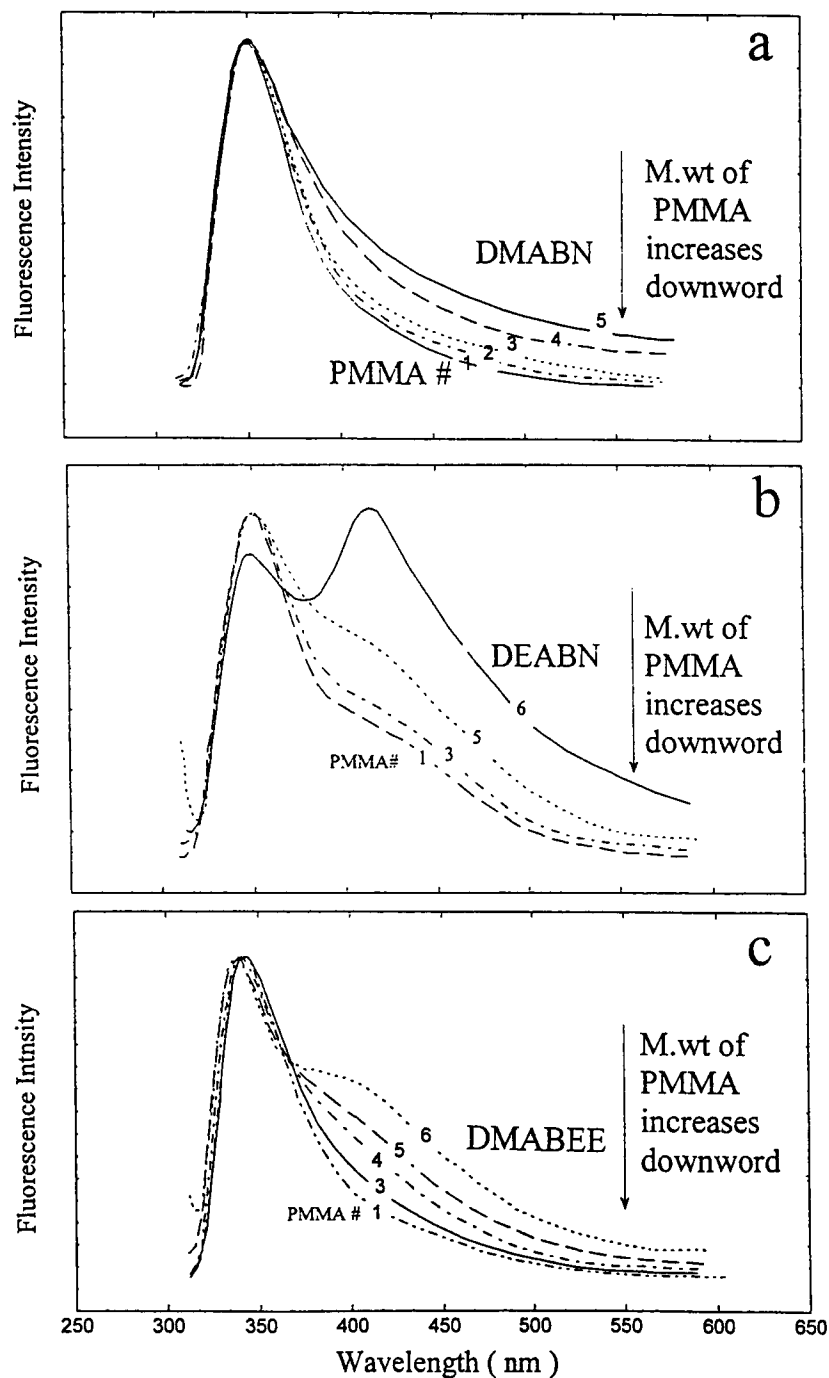 a
Fluorescence Intensity
M.wt of
PMMA
increases
downword
DMABN
5
4
3
2
1
PMMA #
b
Fluorescence Intensity
M.wt of
PMMA
increases
downword
DEABN
6
5
3
1
PMMA#
c
Fluorescence Intnsity
M.wt of
PMMA
increases
downword
DMABEE
6
5
4
3
1
PMMA #
250 300 350 400 450 500 550 600 650
Wavelength ( nm )